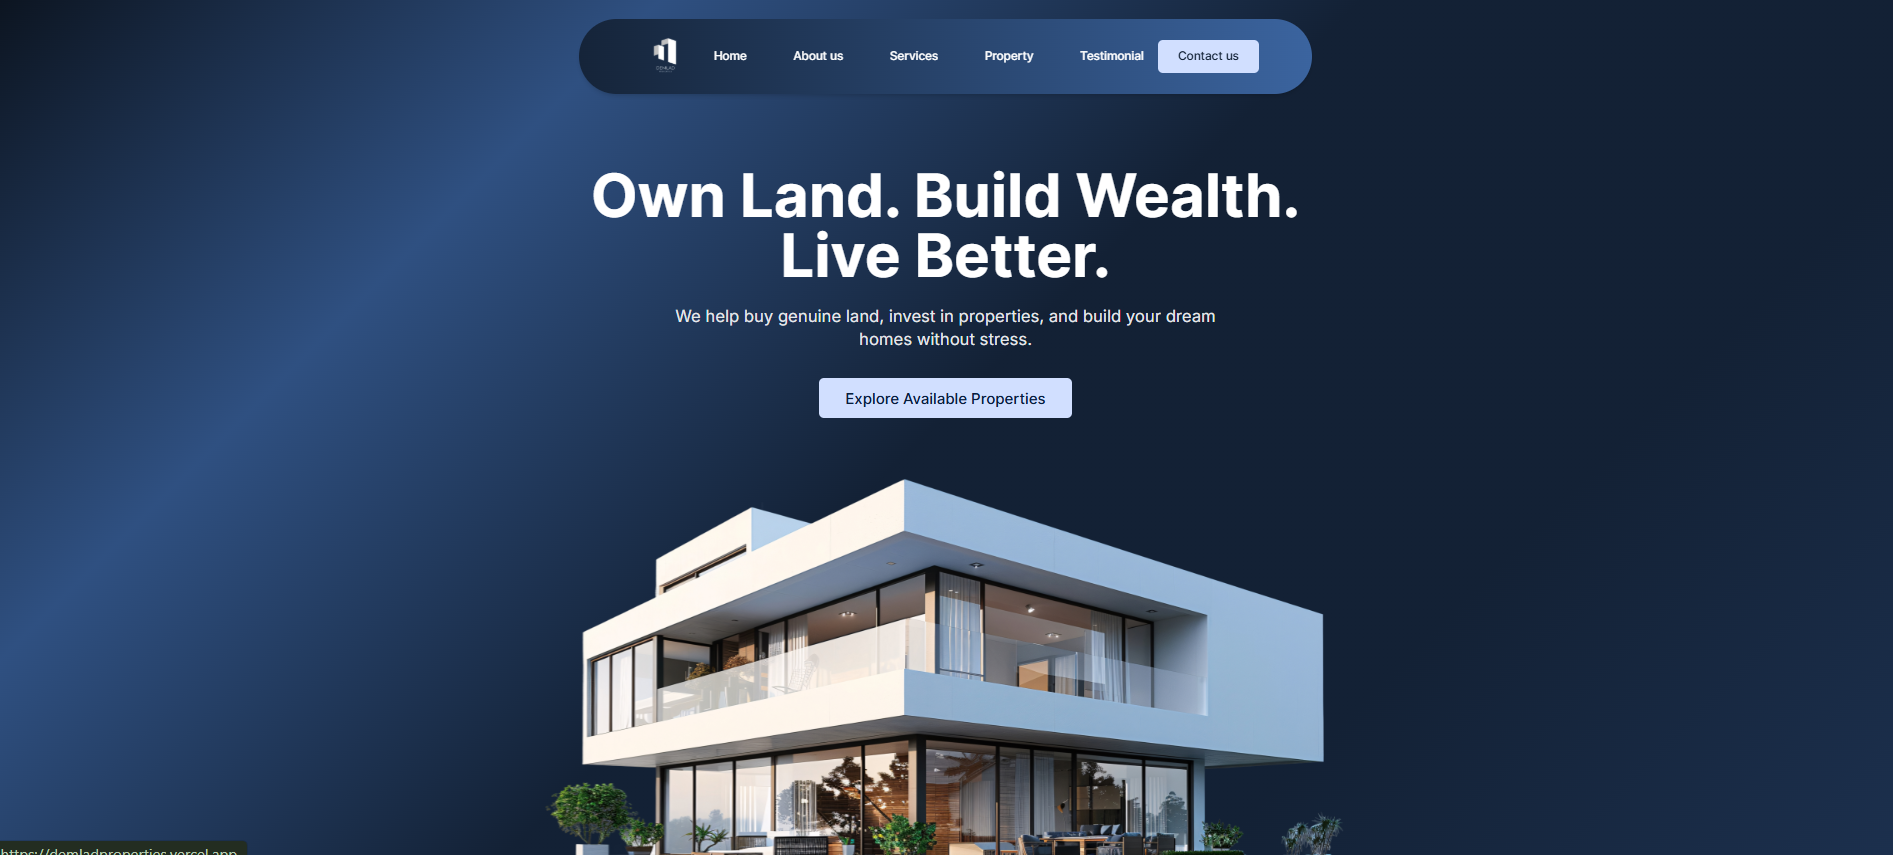 DEMLAD
Home
About us
Services
Property
Testimonial
Contact us
Own Land. Build Wealth.
Live Better.
We help buy genuine land, invest in properties, and build your dream
homes without stress.
Explore Available Properties
https://demladproperties.vercel.app